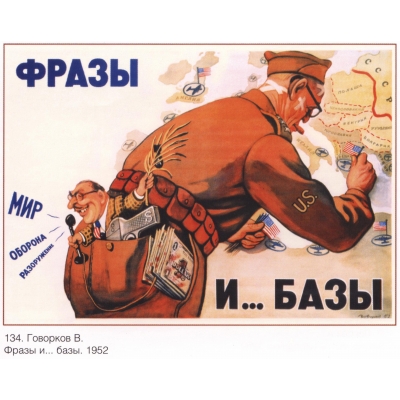 ФРАЗЫ
МИР
ОБОРОНА
РАЗОРУЖЕНИЕ
U.S.
И... БАЗЫ
134. Говорков В.
Фразы и... базы. 1952